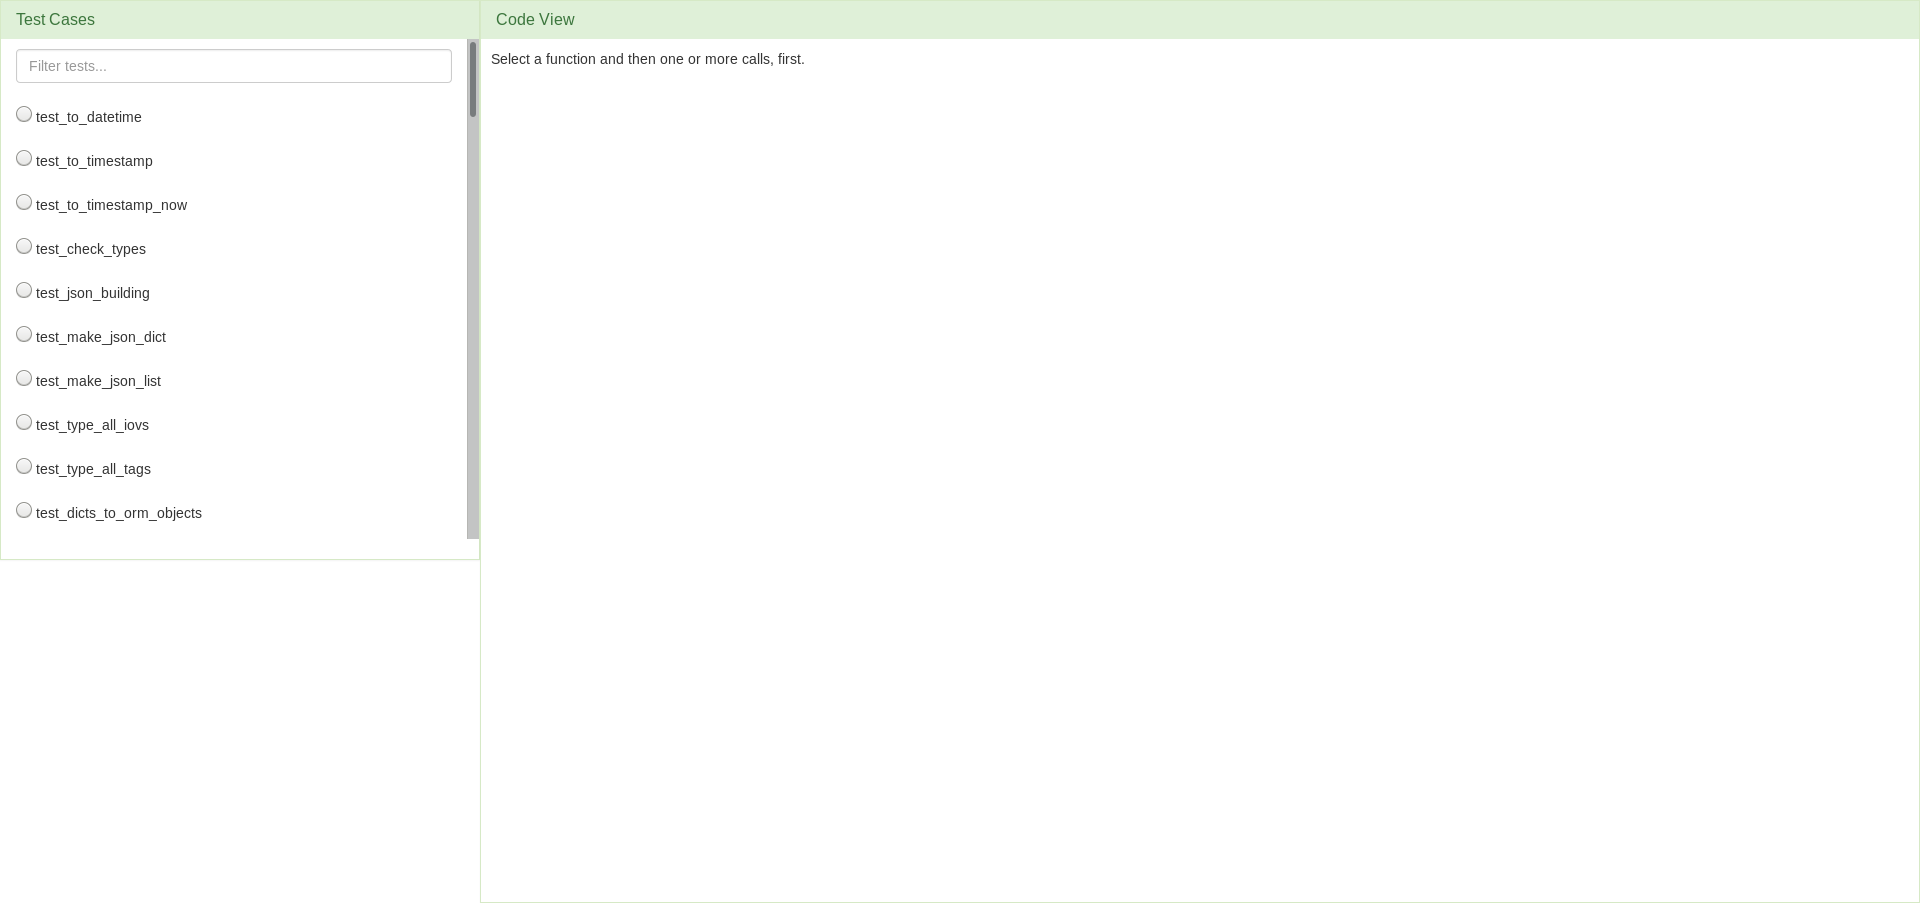 Test Cases
Code View
Filter tests...
Select a function and then one or more calls, first.
test_to_datetime
test_to_timestamp
test_to_timestamp_now
test_check_types
test_json_building
test_make_json_dict
test_make_json_list
test_type_all_iovs
test_type_all_tags
test_dicts_to_orm_objects